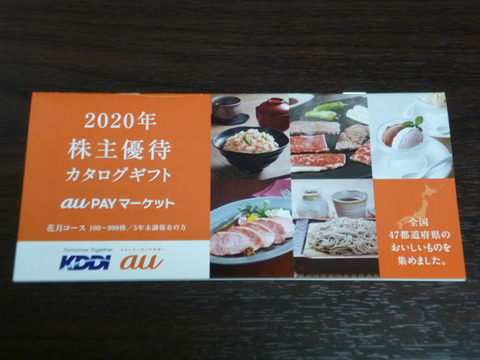 2020年
株主優待
カタログギフト
au PAY マーケット
花月コース 100~999株/5年未満保有の方
Tomorrow, Together
KDDI
au
全国
47都道府県の
おいしいものを
集めました。